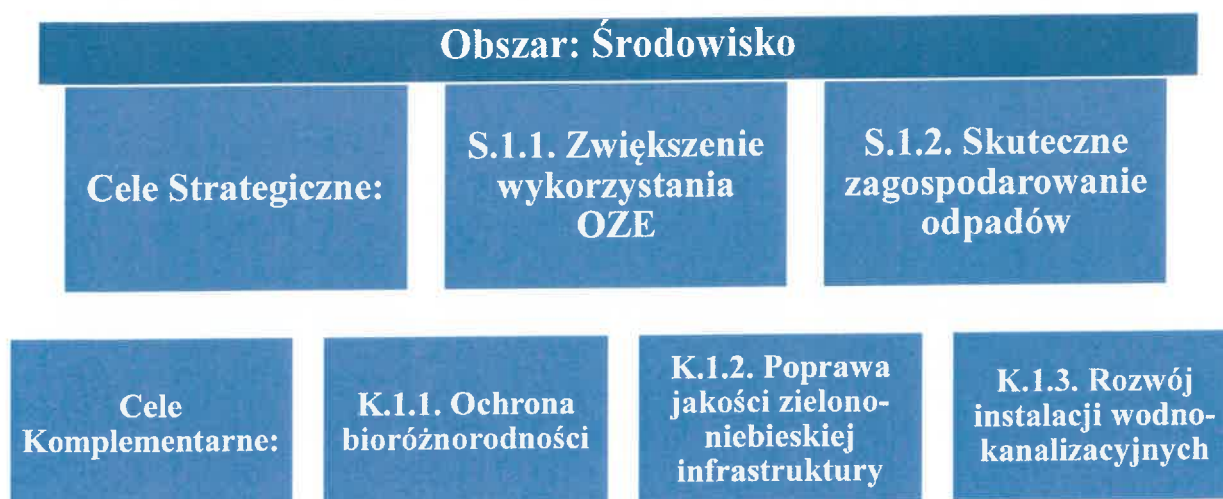 Obszar: Środowisko
Cele Strategiczne:
S.1.1. Zwiększenie
wykorzystania
OZE
S.1.2. Skuteczne
zagospodarowanie
odpadów
Cele
Komplementarne:
K.1.1. Ochrona
bioróżnorodności
K.1.2. Poprawa
jakości zielono-
niebieskiej
infrastruktury
K.1.3. Rozwój
instalacji wodno-
kanalizacyjnych